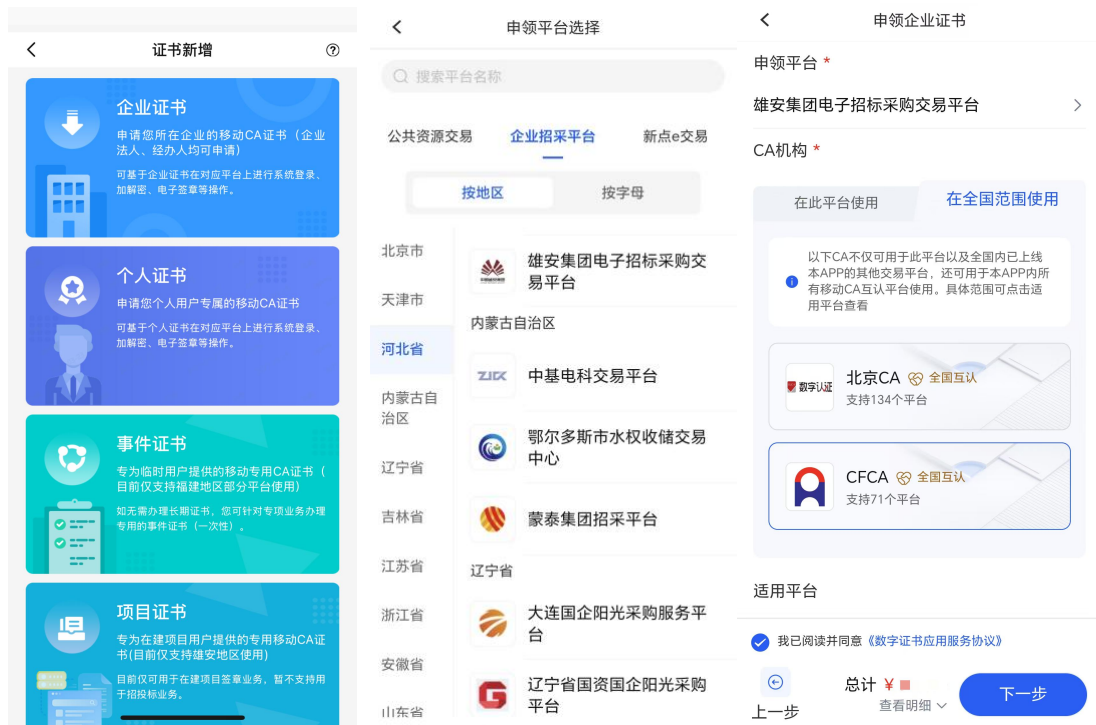 证书新增
企业证书
申请您所在企业的移动CA证书（企业
法人、经办人均可申请）
可基于企业证书在对应平台上进行系统登录、
加解密、电子签章等操作。
个人证书
申请您个人用户专属的移动CA证书
可基于个人证书在对应平台上进行系统登录、
加解密、电子签章等操作。
事件证书
专为临时用户提供的移动专用CA证书（
目前仅支持福建地区部分平台使用）
如无需办理长期证书，您可针对专项业务办理
专用的事件证书（一次性）。
项目证书
专为在建项目用户提供的专用移动CA证
书(目前仅支持雄安地区使用)
目前仅可用于在建项目签章业务，暂不支持用
于招投标业务。
申领平台选择
搜索平台名称
公共资源交易 企业招采平台 新点e交易
按地区 按字母
北京市
天津市
河北省
内蒙古自
治区
辽宁省
吉林省
江苏省
浙江省
安徽省
山东省
雄安集团电子招标采购交
易平台
内蒙古自治区
ZJDK
中基电科交易平台
鄂尔多斯市水权收储交易
中心
蒙泰集团招采平台
辽宁省
大连国企阳光采购服务平
台
辽宁省国资国企阳光采购
平台
申领企业证书
申领平台 *
雄安集团电子招标采购交易平台
CA机构 *
在此平台使用 在全国范围使用
以下CA不仅可用于此平台以及全国内已上线
本APP的其他交易平台，还可用于本APP内所
有移动CA互认平台使用。具体范围可点击适
用平台查看
数字认证
北京CA 全国互认
支持134个平台
CFCA 全国互认
支持71个平台
适用平台
我已阅读并同意《数字证书应用服务协议》
上一步
总计 ¥
查看明细
下一步